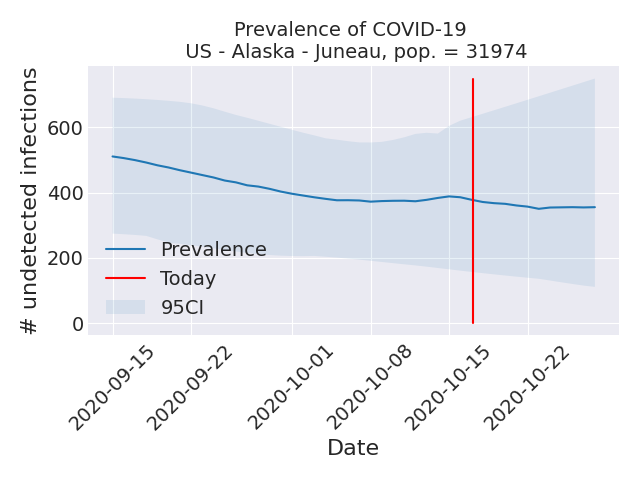 Prevalence of COVID-19
US - Alaska - Juneau, pop. = 31974
# undetected infections
600
400
200
0
Prevalence
Today
95CI
2020-09-15
2020-09-22
2020-10-01
2020-10-08
2020-10-15
2020-10-22
Date